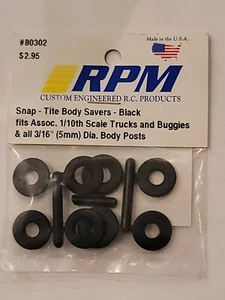 #80302
$2.95
MADE IN U.S.A.
RPM
CUSTOM ENGINEERED R.C. PRODUCTS
Snap - Tite Body Savers - Black
fits Assoc. 1/10th Scale Trucks and Buggies
& all 3/16" (5mm) Dia. Body Posts